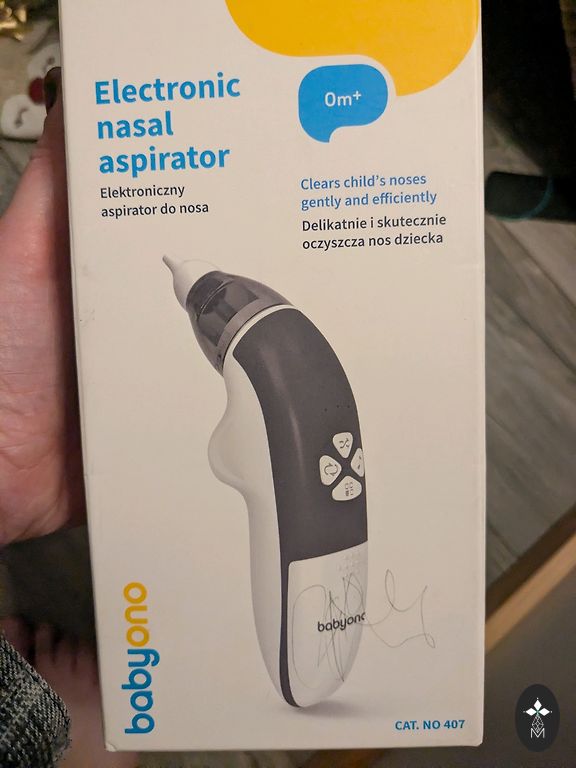 Electronic
nasal
aspirator
Elektroniczny
aspirator do nosa
0m+
Clears child's noses
gently and efficiently
Delikatnie i skutecznie
oczyszcza nos dziecka
babyono
babyono
CAT. NO 407
M